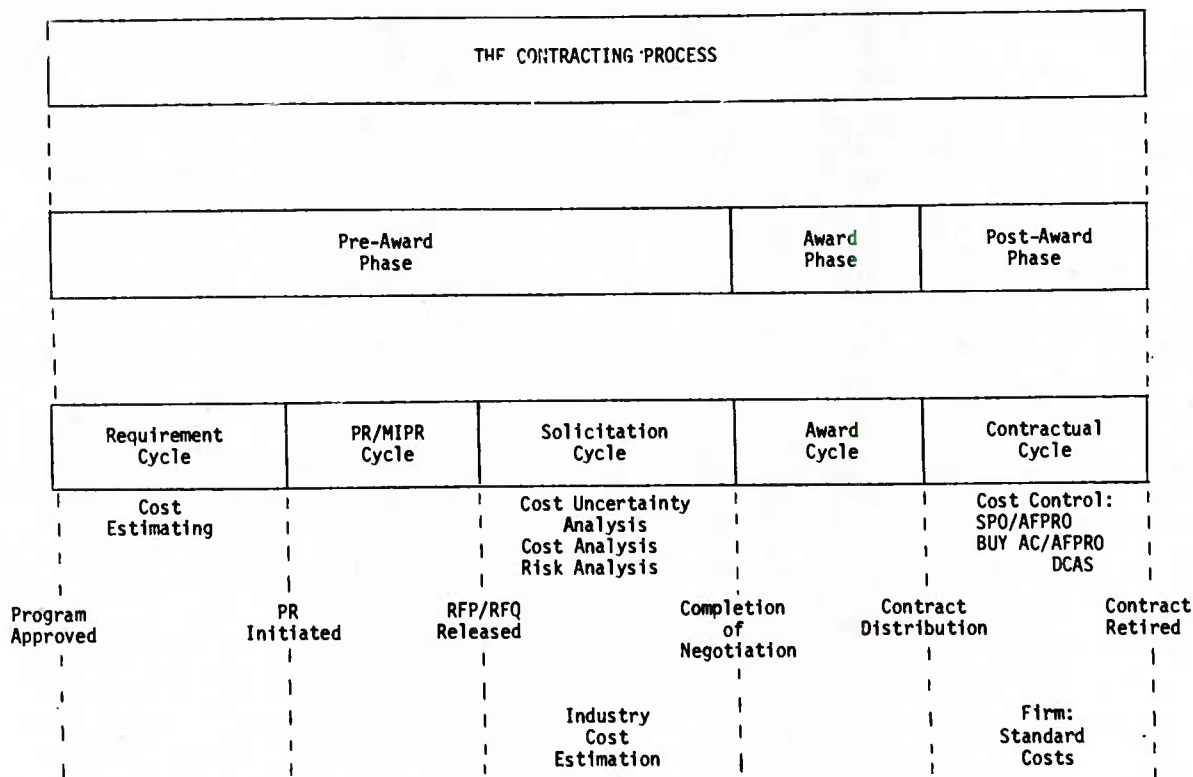 THE CONTRACTING PROCESS
Pre-Award
Phase
Award
Phase
Post-Award
Phase
Requirement
Cycle
PR/MIPR
Cycle
Solicitation
Cycle
Award
Cycle
Contractual
Cycle
Cost
Estimating
Cost Uncertainty
Analysis
Cost Analysis
Risk Analysis
Cost Control:
SPO/AFPRO
BUY AC/AFPRO
DCAS
Program
Approved
PR
Initiated
RFP/RFQ
Released
Completion
of
Negotiation
Contract
Distribution
Contract
Retired
Industry
Cost
Estimation
Firm:
Standard
Costs